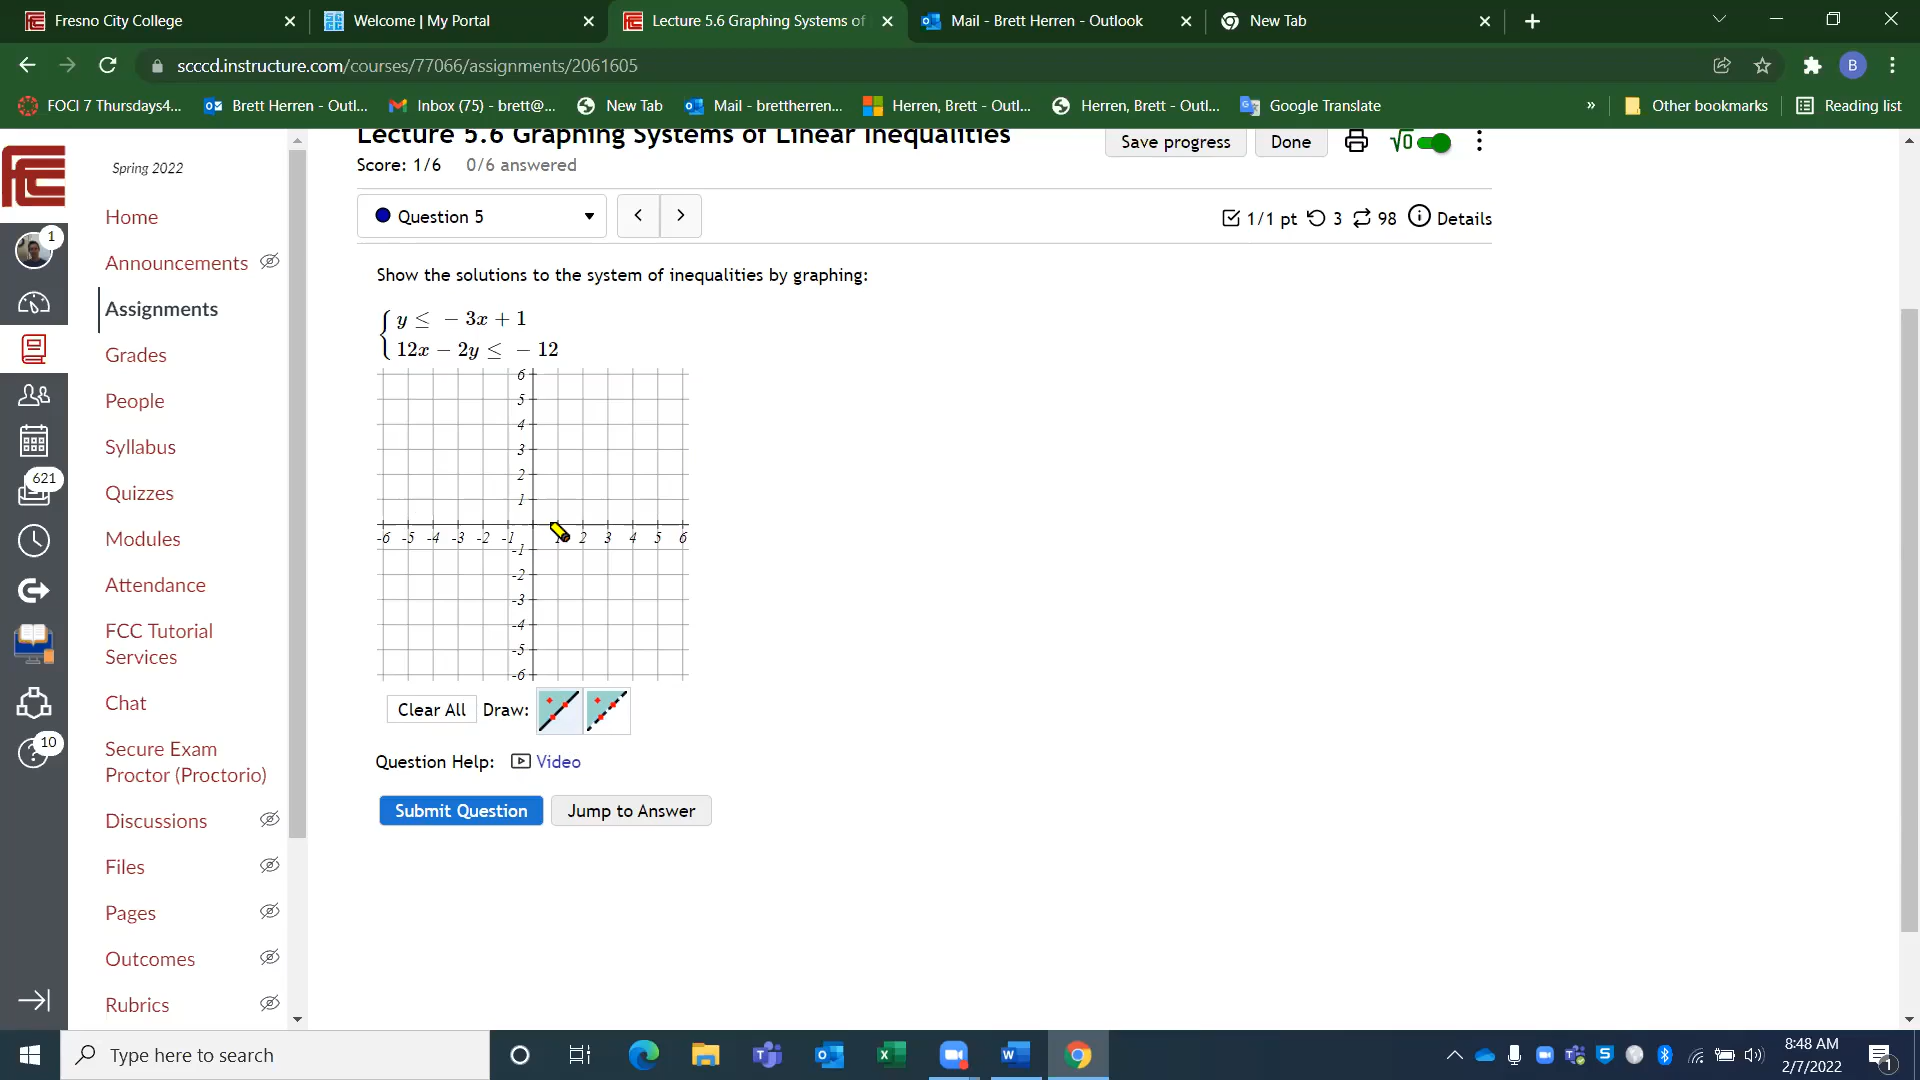 Fresno City College
Welcome | My Portal
Lecture 5.6 Graphing Systems of
Mail - Brett Herren - Outlook
New Tab
scccd.instructure.com/courses/77066/assignments/2061605
B
FOCI 7 Thursdays4...
Brett Herren - Outl...
Inbox (75) - brett@...
New Tab
Mail - brettherren...
Herren, Brett - Outl...
Herren, Brett - Outl...
Google Translate
»
Other bookmarks
Reading list
Lecture 5.6 Graphing Systems of Linear Inequalities
Save progress
Done
√0
Score: 1/6 0/6 answered
Question 5
1/1 pt 3 98 Details
Show the solutions to the system of inequalities by graphing:
y ≤ − 3x + 1
12x − 2y ≤ − 12
6
5
4
3
2
1
-6 -5 -4 -3 -2 -1 2 3 4 5 6
-1
-2
-3
-4
-5
-6
Clear All Draw:
Question Help: Video
Submit Question
Jump to Answer
Spring 2022
Home
Announcements
Assignments
Grades
People
Syllabus
Quizzes
Modules
Attendance
FCC Tutorial
Services
Chat
Secure Exam
Proctor (Proctorio)
Discussions
Files
Pages
Outcomes
Rubrics
1
621
10
Type here to search
8:48 AM
2/7/2022
1